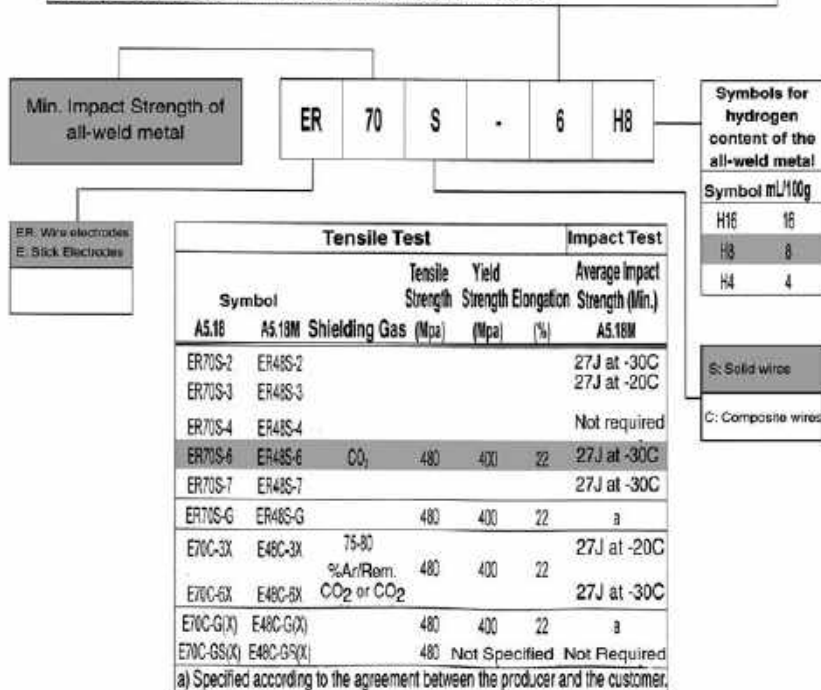 Min. Impact Strength of
all-weld metal
ER 70 S - 6 H8
Symbols for
hydrogen
content of the
all-weld metal
Symbol mL/100g
H16 16
H8 8
H4 4
ER: Wire electrodes
E: Stick Electrodes
Tensile Test Impact Test
Symbol Shielding Gas Tensile Strength (Mpa) Yield Strength (Mpa) Elongation (%) Average Impact Strength (Min.)
A5.18 A5.18M A5.18M
ER70S-2 ER48S-2 27J at -30C
ER70S-3 ER48S-3 27J at -20C
ER70S-4 ER48S-4 Not required
ER70S-6 ER48S-6 CO2 480 400 22 27J at -30C
ER70S-7 ER48S-7 27J at -30C
ER70S-G ER48S-G 480 400 22 a
E70C-3X E48C-3X 75-80 27J at -20C
%Ar/Rem. 480 400 22
E70C-6X E48C-6X CO2 or CO2 27J at -30C
E70C-G(X) E48C-G(X) 480 400 22 a
E70C-GS(X) E48C-GS(X) 480 Not Specified Not Required
a) Specified according to the agreement between the producer and the customer.
S: Solid wires
C: Composite wires